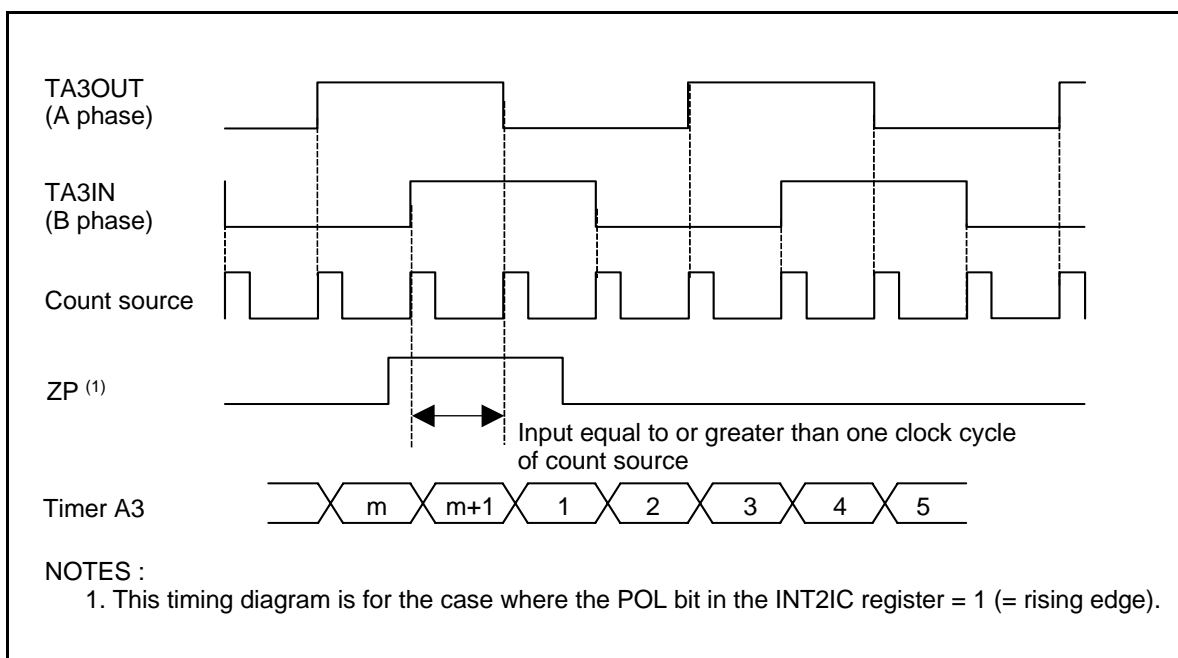 TA3OUT
(A phase)
TA3IN
(B phase)
Count source
ZP (1)
Input equal to or greater than one clock cycle
of count source
Timer A3 m m+1 1 2 3 4 5
NOTES :
1. This timing diagram is for the case where the POL bit in the INT2IC register = 1 (= rising edge).